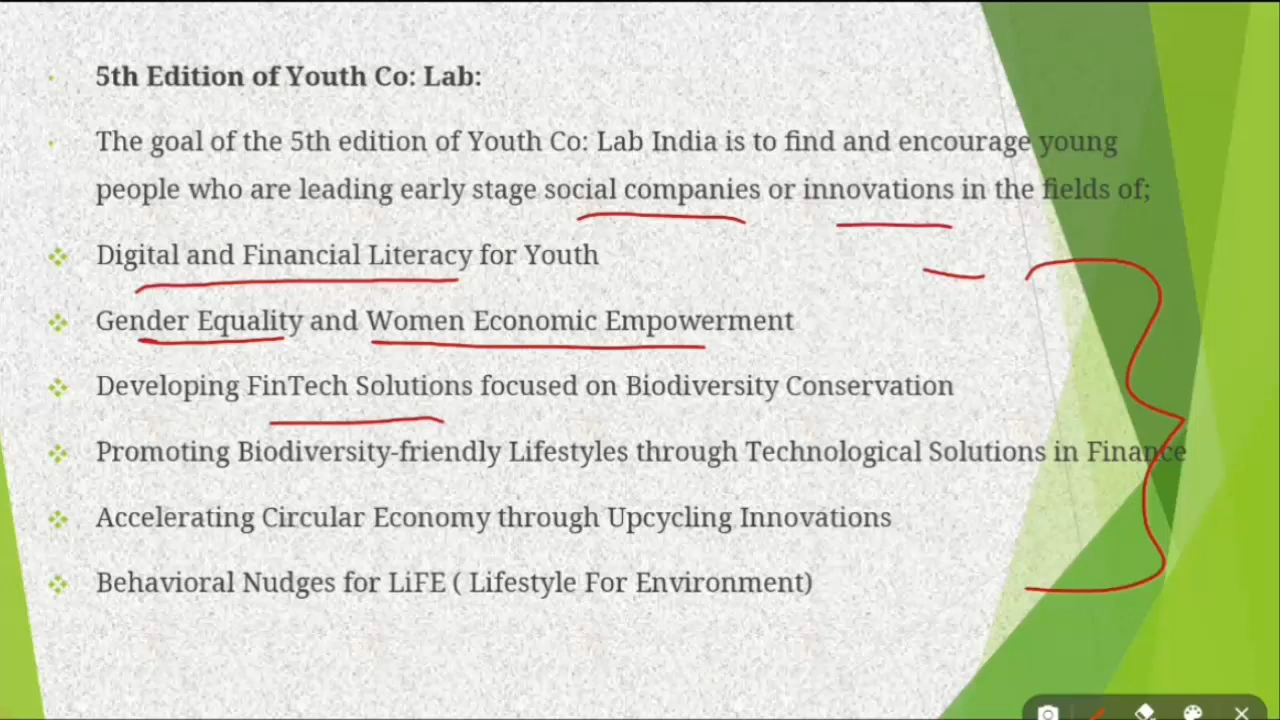 5th Edition of Youth Co: Lab:
The goal of the 5th edition of Youth Co: Lab India is to find and encourage young
people who are leading early stage social companies or innovations in the fields of;
Digital and Financial Literacy for Youth
Gender Equality and Women Economic Empowerment
Developing FinTech Solutions focused on Biodiversity Conservation
Promoting Biodiversity-friendly Lifestyles through Technological Solutions in Finance
Accelerating Circular Economy through Upcycling Innovations
Behavioral Nudges for LiFE ( Lifestyle For Environment)